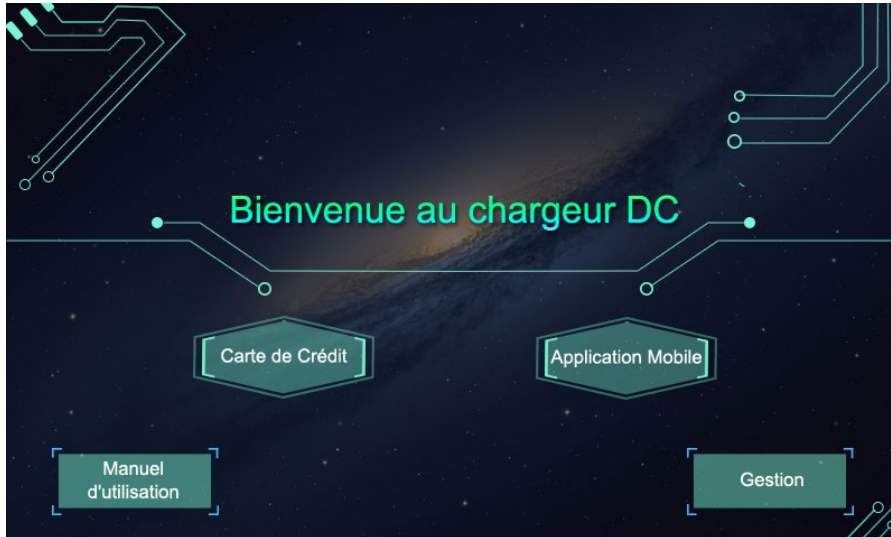 Bienvenue au chargeur DC
Carte de Crédit
Application Mobile
Manuel
d'utilisation
Gestion